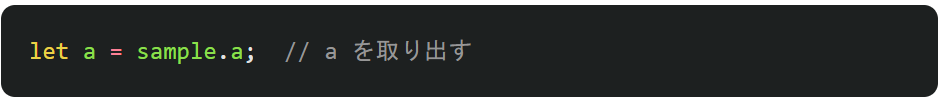 let a = sample.a;  // a を取り出す